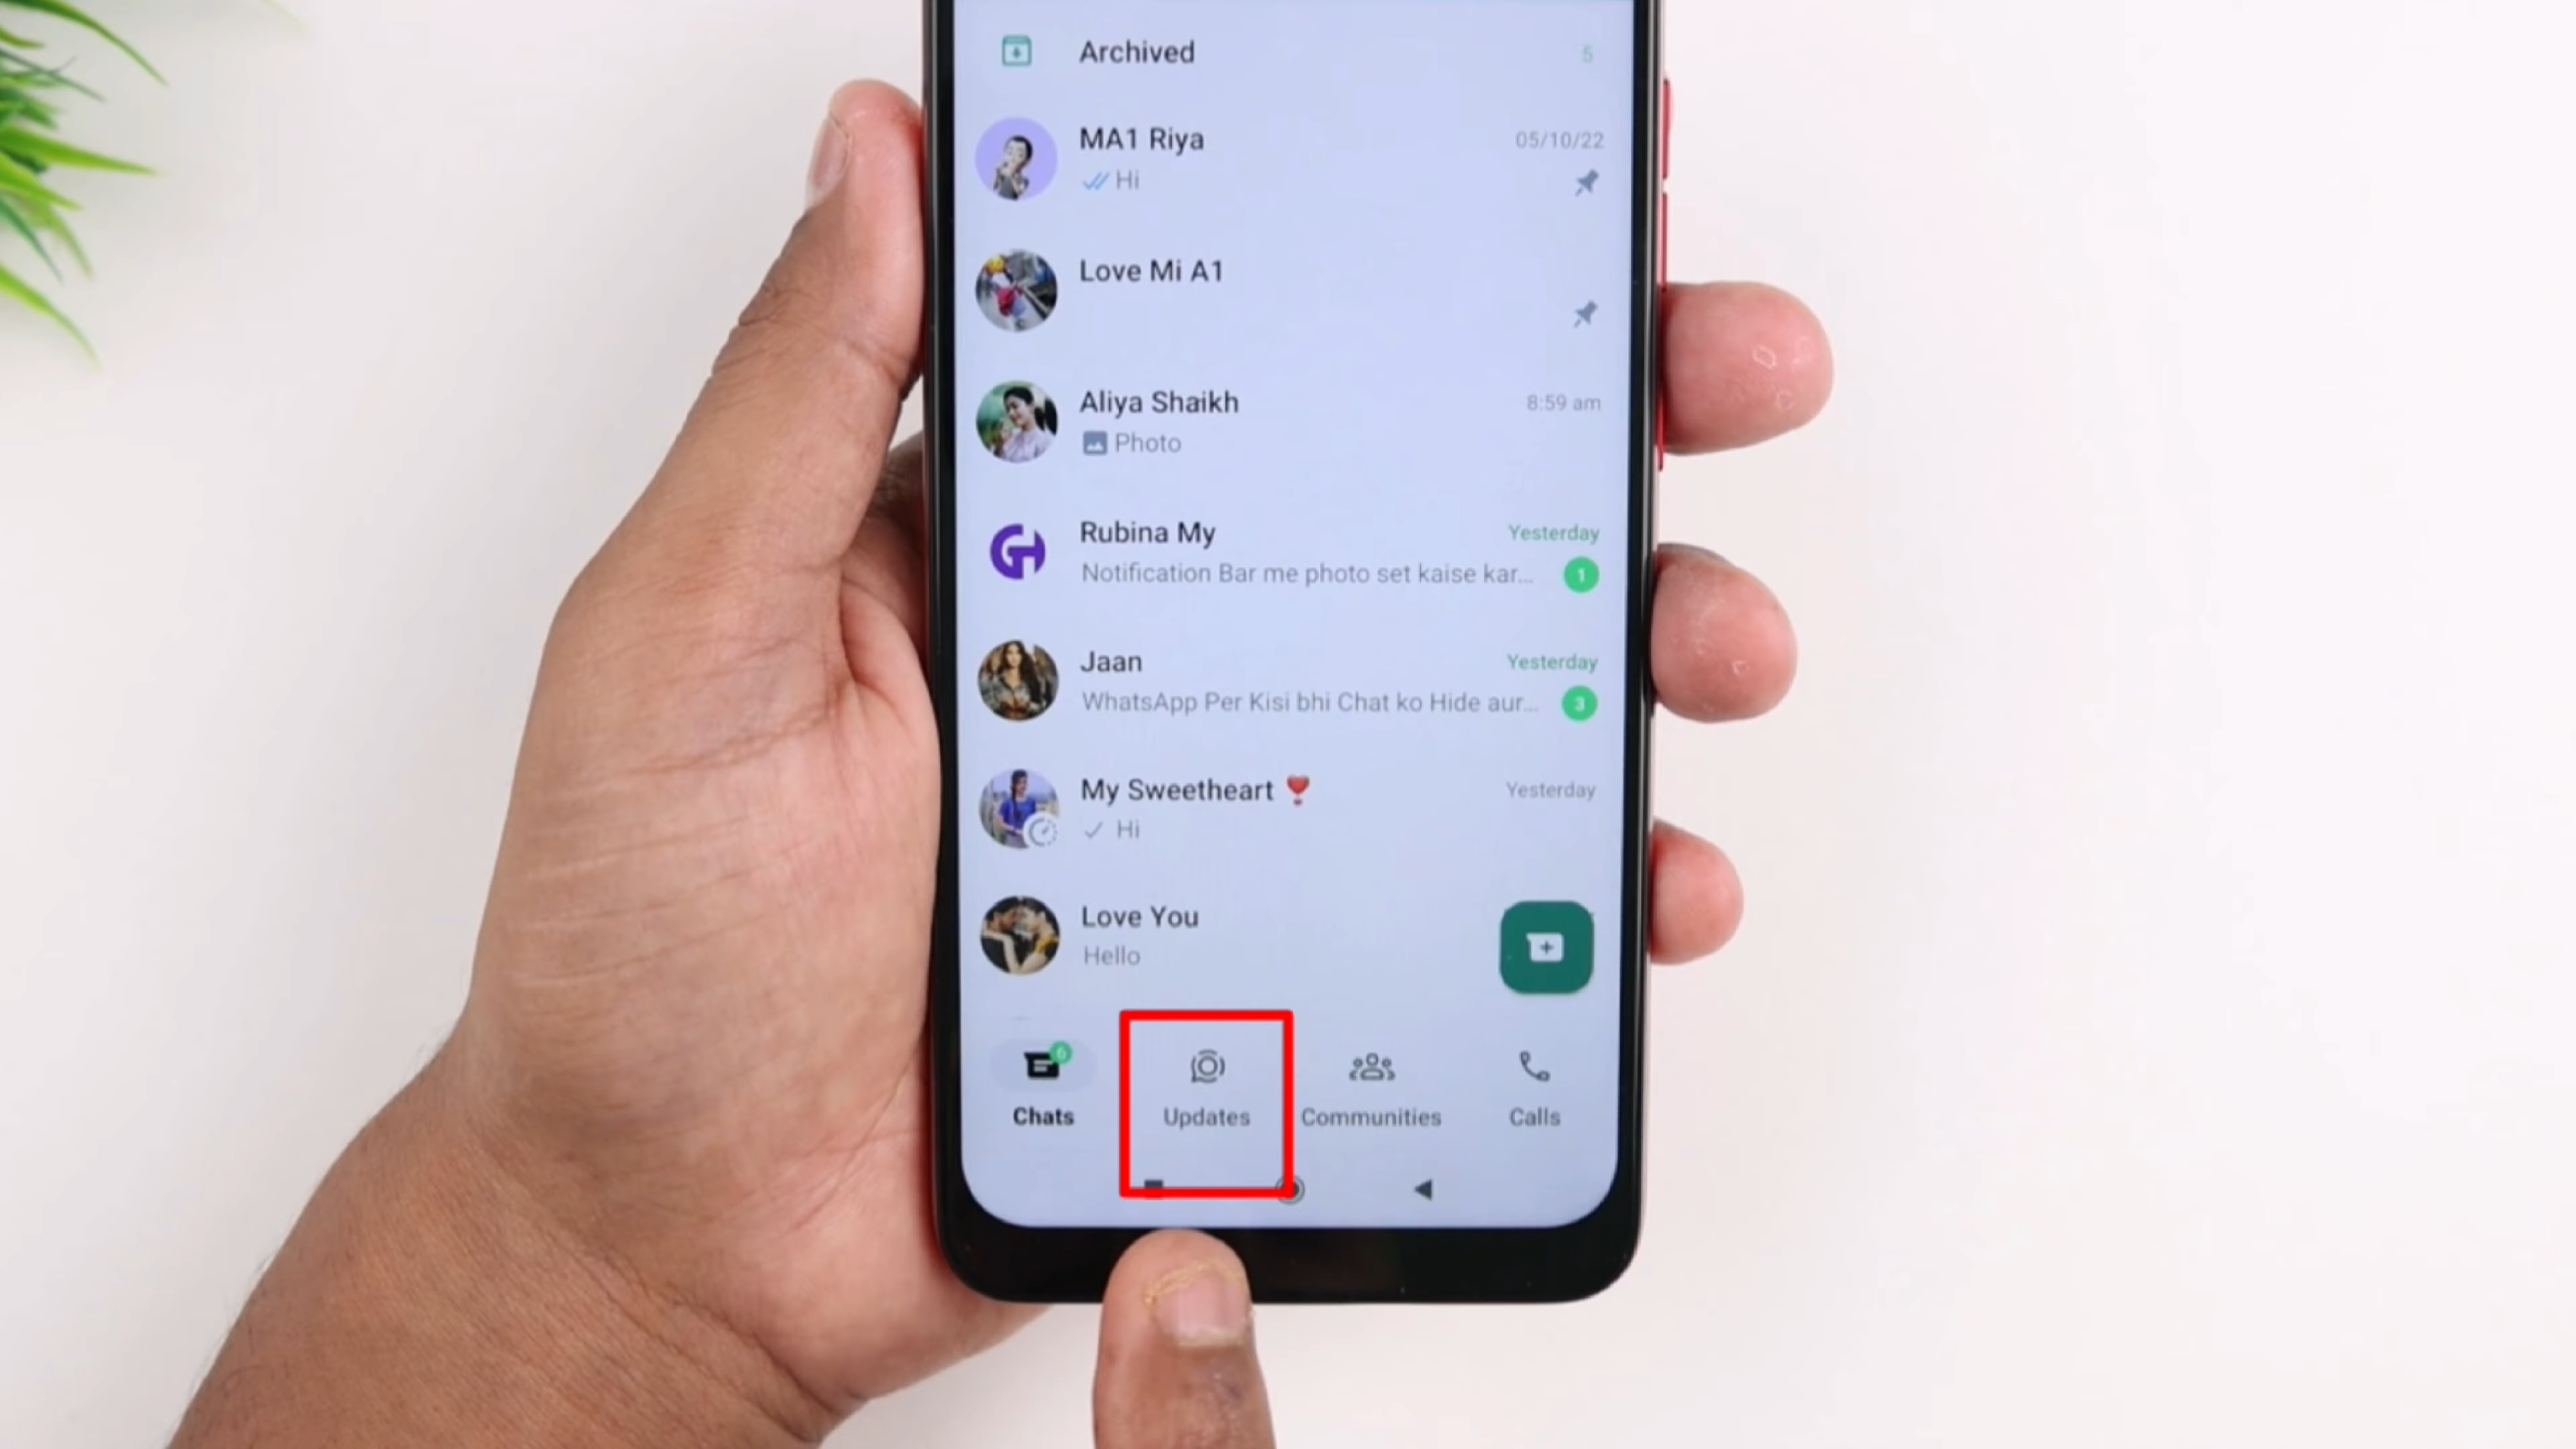 Archived 5
MA1 Riya 05/10/22
Hi
Love Mi A1
Aliya Shaikh 8:59 am
Photo
Rubina My Yesterday
Notification Bar me photo set kaise kar... 1
Jaan Yesterday
WhatsApp Per Kisi bhi Chat ko Hide aur... 3
My Sweetheart ❣️ Yesterday
Hi
Love You
Hello
6
Chats Updates Communities Calls